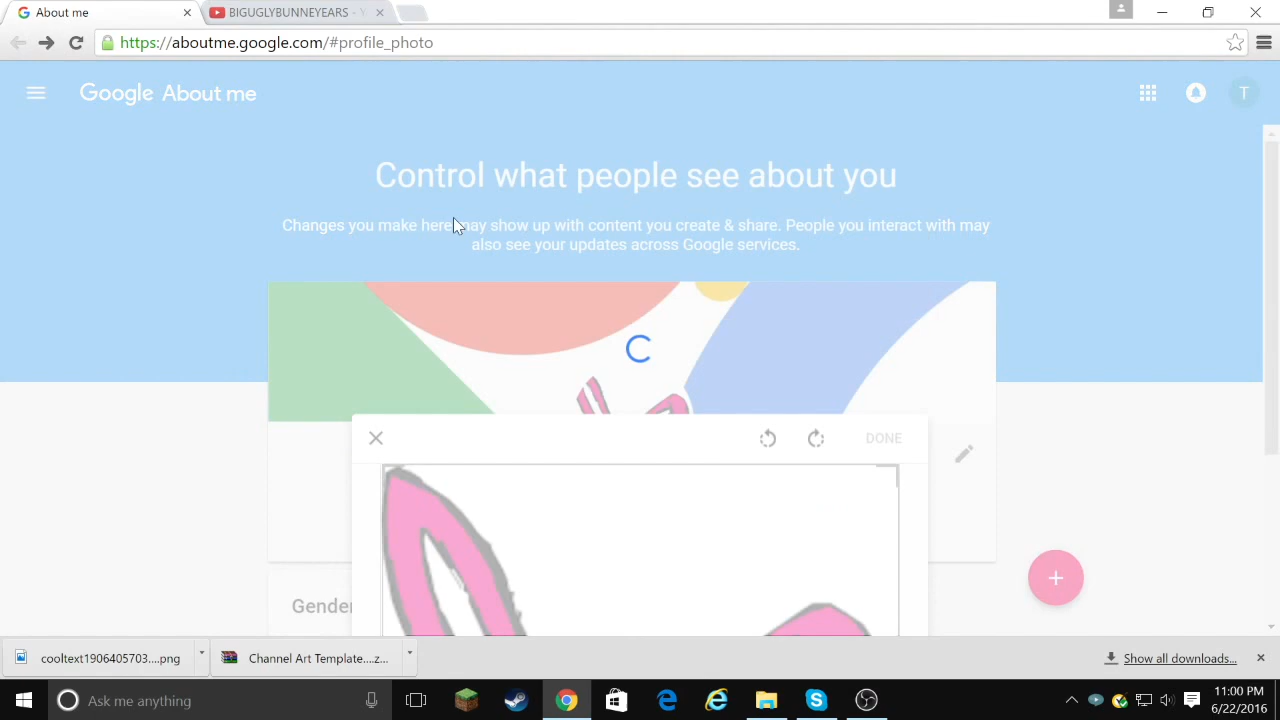 About me
BIGUGLYBUNNEYEARS - Y
https://aboutme.google.com/#profile_photo
Google About me
T
Control what people see about you
Changes you make here may show up with content you create & share. People you interact with may
also see your updates across Google services.
DONE
Gender
cooltext1906405703....png
Channel Art Template....z...
Show all downloads...
Ask me anything
11:00 PM
6/22/2016